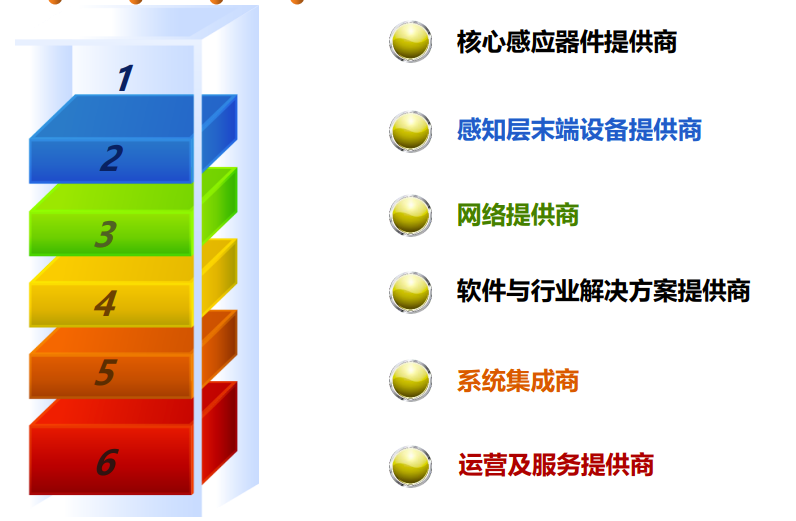 1
核心感应器件提供商
2
感知层末端设备提供商
3
网络提供商
4
软件与行业解决方案提供商
5
系统集成商
6
运营及服务提供商